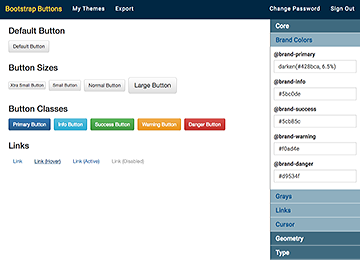 Bootstrap Buttons My Themes Export Change Password Sign Out
Default Button
Default Button
Button Sizes
Xtra Small Button Small Button Normal Button Large Button
Button Classes
Primary Button Info Button Success Button Warning Button Danger Button
Links
Link Link (Hover) Link (Active) Link (Disabled)
Core
Brand Colors
@brand-primary
darken(#428bca, 6.5%)
@brand-info
#5bc0de
@brand-success
#5cb85c
@brand-warning
#f0ad4e
@brand-danger
#d9534f
Grays
Links
Cursor
Geometry
Type